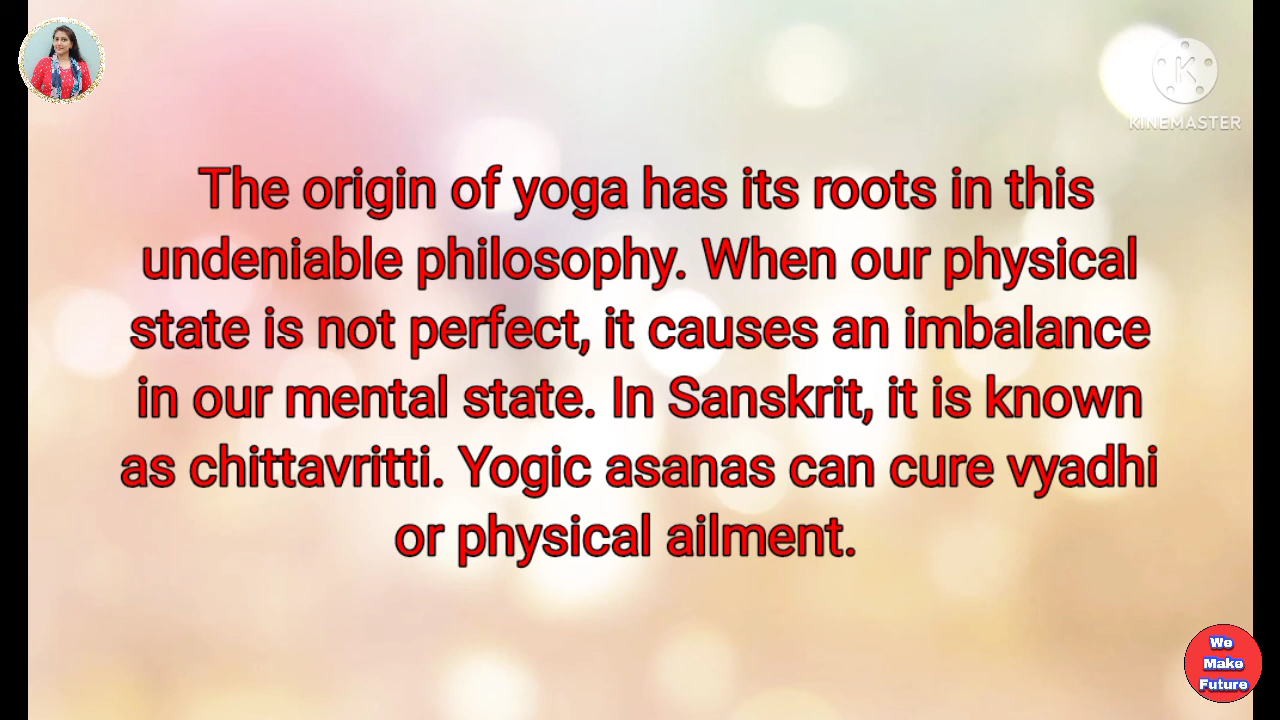 KINEMASTER
The origin of yoga has its roots in this
undeniable philosophy. When our physical
state is not perfect, it causes an imbalance
in our mental state. In Sanskrit, it is known
as chittavritti. Yogic asanas can cure vyadhi
or physical ailment.
We
Make
Future